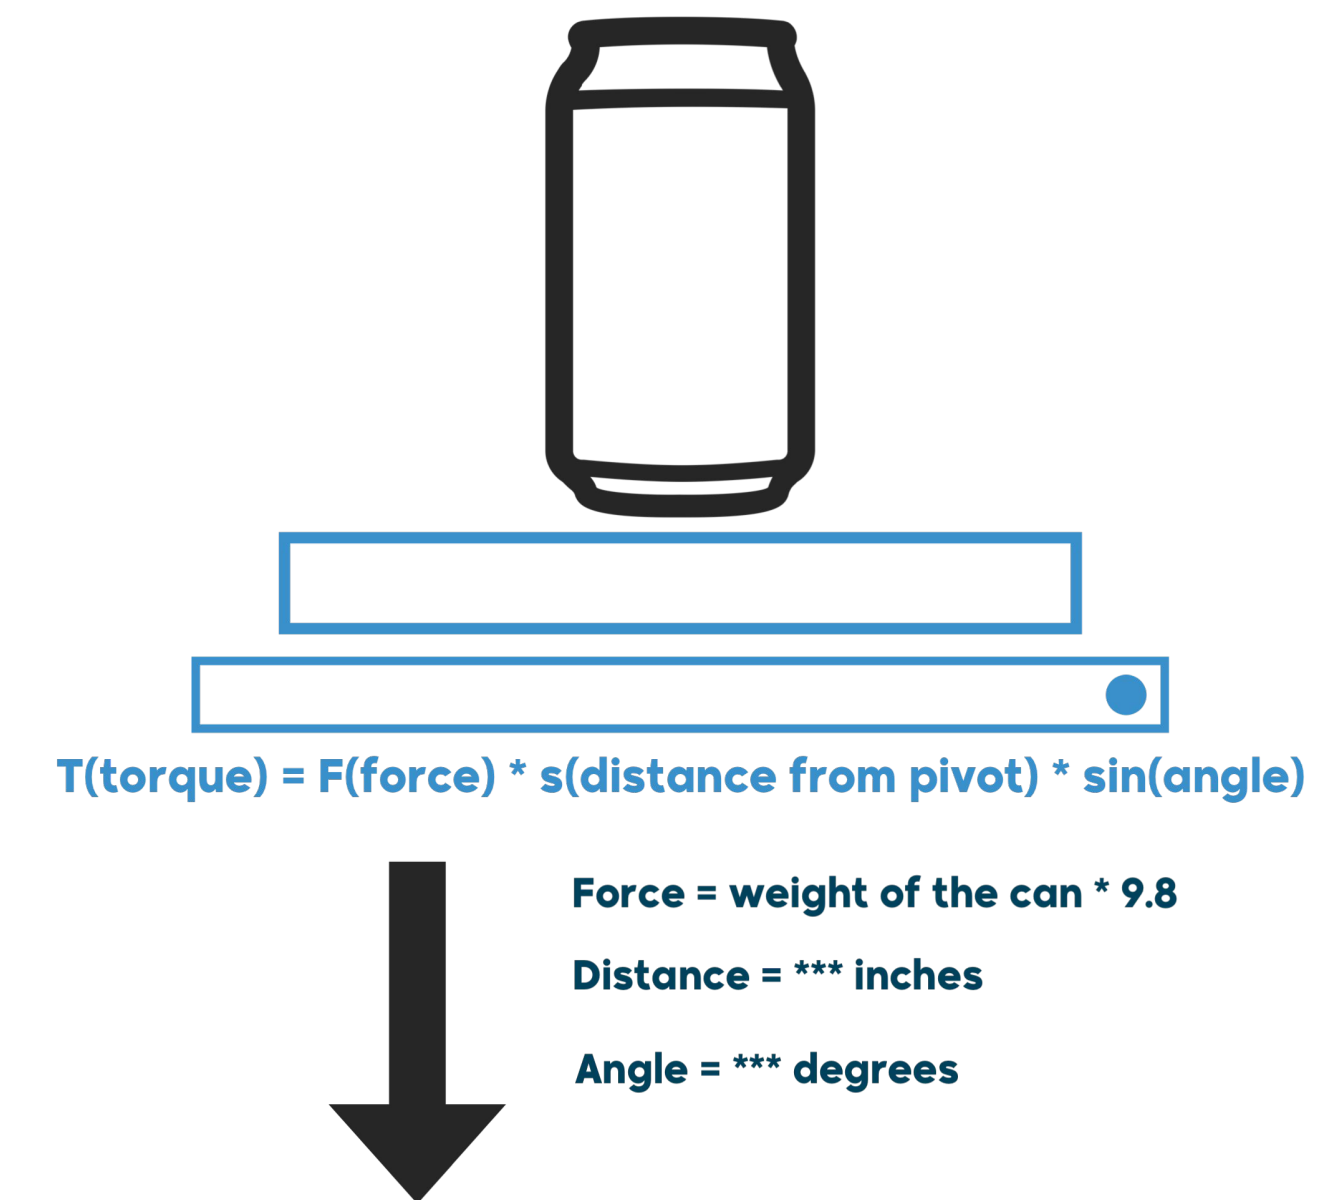 T(torque) = F(force) * s(distance from pivot) * sin(angle)
Force = weight of the can * 9.8
Distance = *** inches
Angle = *** degrees